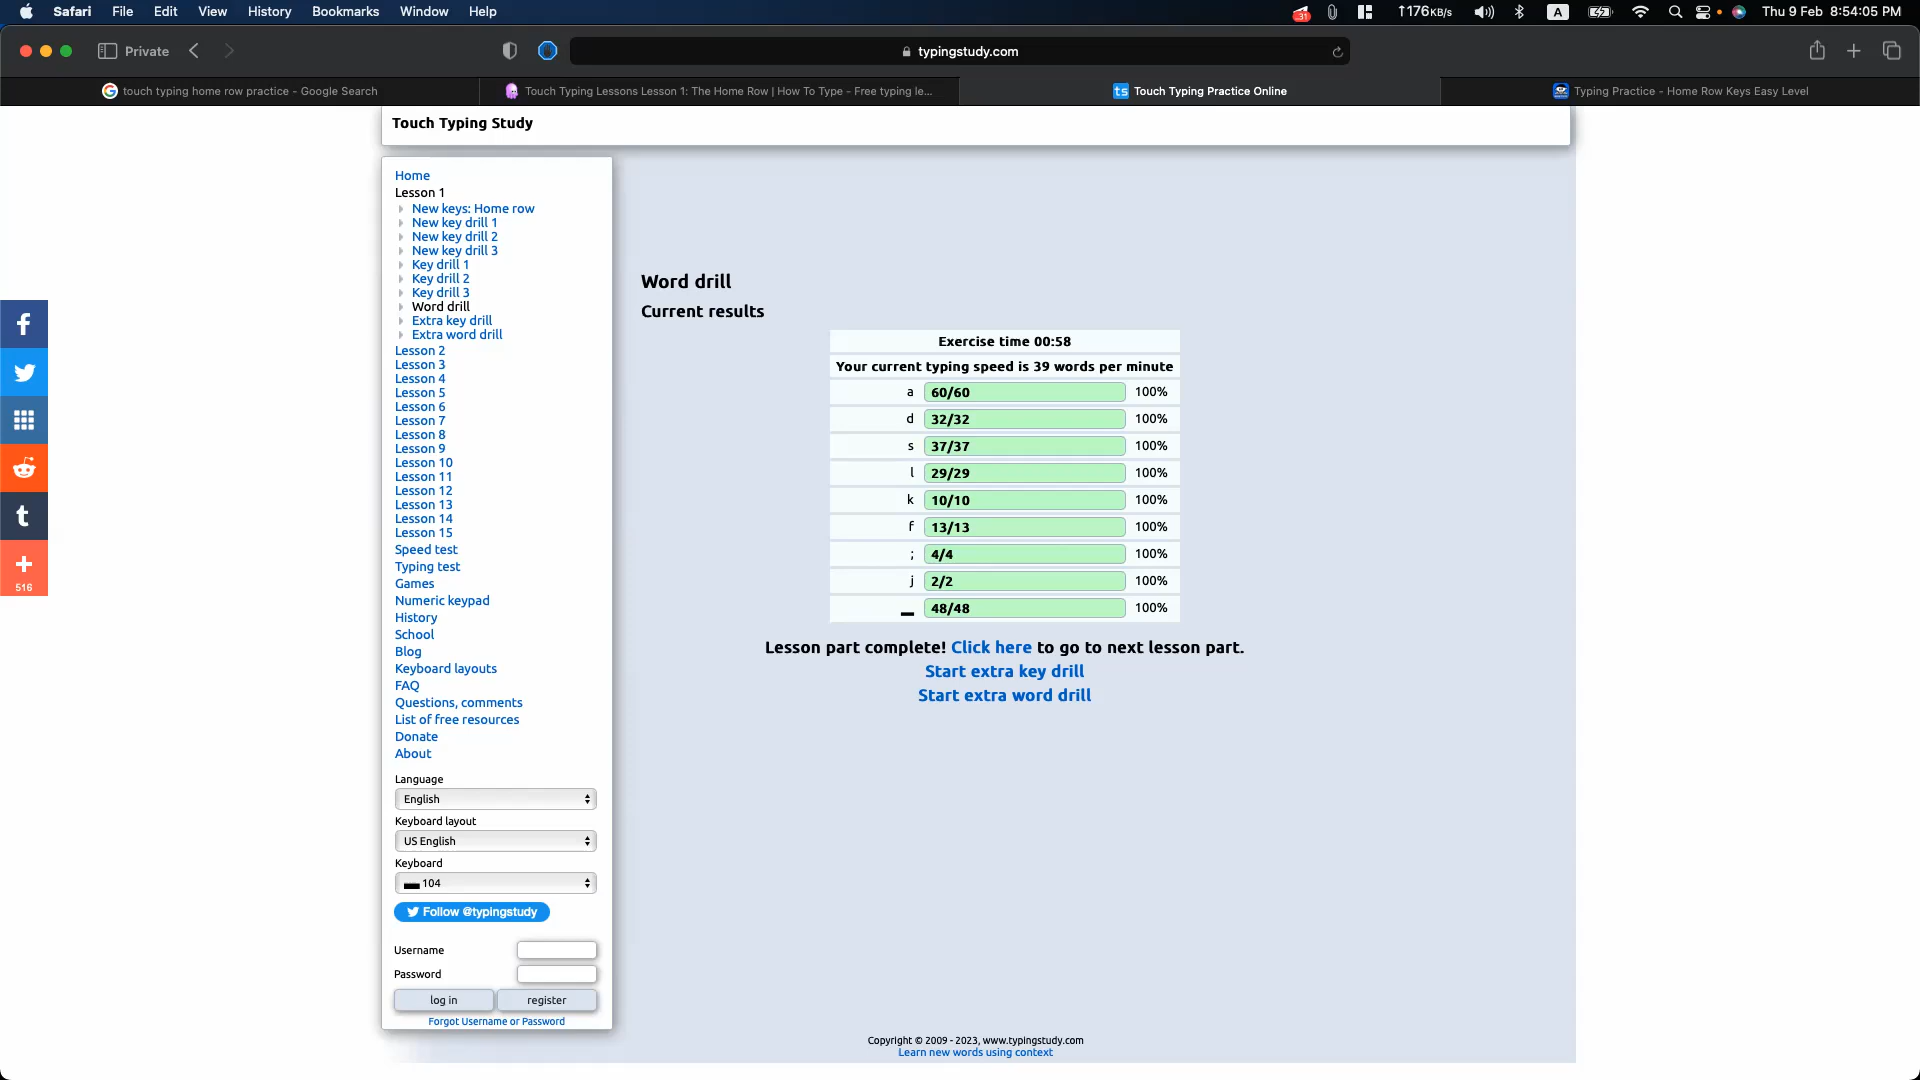 Safari File Edit View History Bookmarks Window Help 31 ↑176KB/s A Thu 9 Feb 8:54:05 PM
Private typingstudy.com
touch typing home row practice - Google Search
Touch Typing Lessons Lesson 1: The Home Row | How To Type - Free typing le...
ts Touch Typing Practice Online
Typing Practice - Home Row Keys Easy Level
Touch Typing Study
Home
Lesson 1
New keys: Home row
New key drill 1
New key drill 2
New key drill 3
Key drill 1
Key drill 2
Key drill 3
Word drill
Extra key drill
Extra word drill
Lesson 2
Lesson 3
Lesson 4
Lesson 5
Lesson 6
Lesson 7
Lesson 8
Lesson 9
Lesson 10
Lesson 11
Lesson 12
Lesson 13
Lesson 14
Lesson 15
Speed test
Typing test
Games
Numeric keypad
History
School
Blog
Keyboard layouts
FAQ
Questions, comments
List of free resources
Donate
About
Language
English
Keyboard layout
US English
Keyboard
104
Follow @typingstudy
Username
Password
log in register
Forgot Username or Password
516
Word drill
Current results
Exercise time 00:58
Your current typing speed is 39 words per minute
a 60/60 100%
d 32/32 100%
s 37/37 100%
l 29/29 100%
k 10/10 100%
f 13/13 100%
; 4/4 100%
j 2/2 100%
48/48 100%
Lesson part complete! Click here to go to next lesson part.
Start extra key drill
Start extra word drill
Copyright © 2009 - 2023, www.typingstudy.com
Learn new words using context